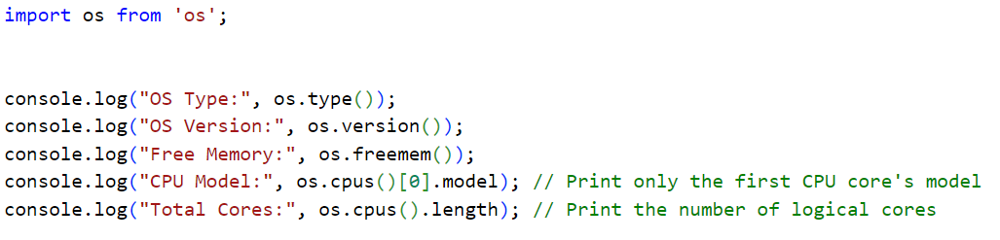 import os from 'os';
console.log("OS Type:", os.type());
console.log("OS Version:", os.version());
console.log("Free Memory:", os.freemem());
console.log("CPU Model:", os.cpus()[0].model); // Print only the first CPU core's model
console.log("Total Cores:", os.cpus().length); // Print the number of logical cores